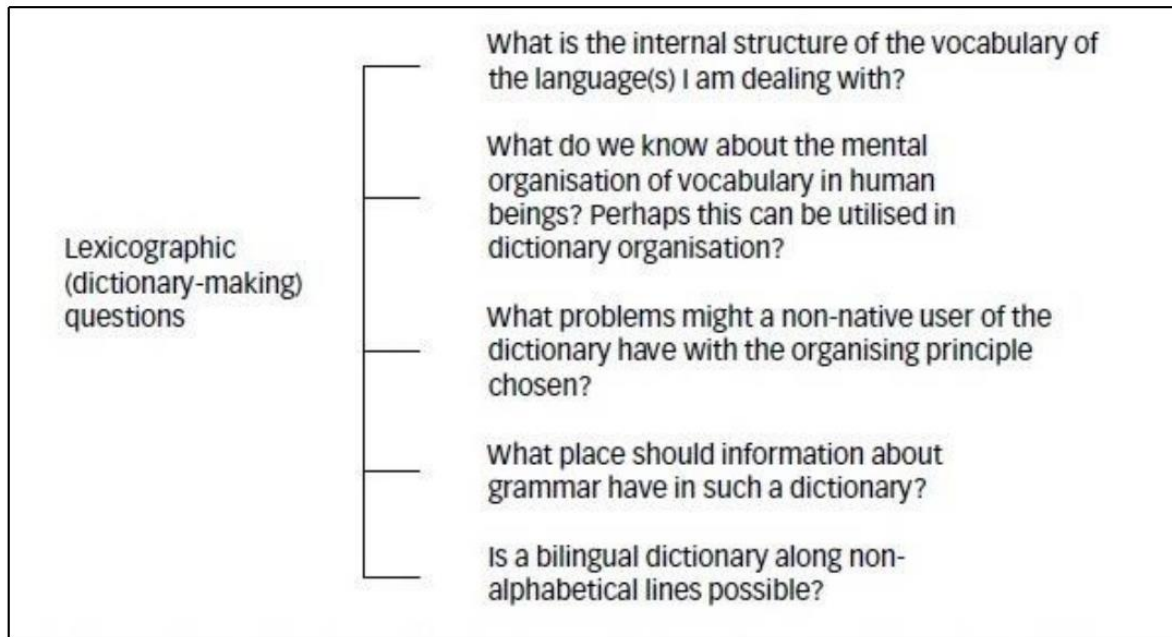 What is the internal structure of the vocabulary of
the language(s) I am dealing with?
What do we know about the mental
organisation of vocabulary in human
beings? Perhaps this can be utilised in
dictionary organisation?
Lexicographic
(dictionary-making)
questions
What problems might a non-native user of the
dictionary have with the organising principle
chosen?
What place should information about
grammar have in such a dictionary?
Is a bilingual dictionary along non-
alphabetical lines possible?